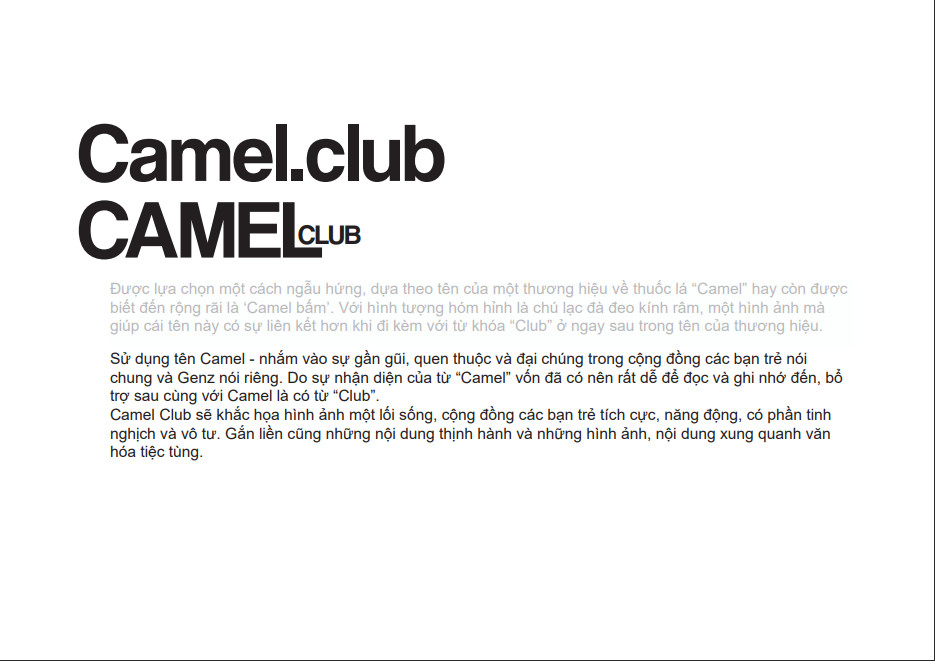 Camel.club
CAMEL CLUB
Được lựa chọn một cách ngẫu hứng, dựa theo tên của một thương hiệu về thuốc lá “Camel” hay còn được
biết đến rộng rãi là ‘Camel bấm’. Với hình tượng hóm hỉnh là chú lạc đà đeo kính râm, một hình ảnh mà
giúp cái tên này có sự liên kết hơn khi đi kèm với từ khóa “Club” ở ngay sau trong tên của thương hiệu.
Sử dụng tên Camel - nhắm vào sự gần gũi, quen thuộc và đại chúng trong cộng đồng các bạn trẻ nói
chung và Genz nói riêng. Do sự nhận diện của từ “Camel” vốn đã có nên rất dễ để đọc và ghi nhớ đến, bổ
trợ sau cùng với Camel là có từ “Club”.
Camel Club sẽ khắc họa hình ảnh một lối sống, cộng đồng các bạn trẻ tích cực, năng động, có phần tinh
nghịch và vô tư. Gắn liền cũng những nội dung thịnh hành và những hình ảnh, nội dung xung quanh văn
hóa tiệc tùng.